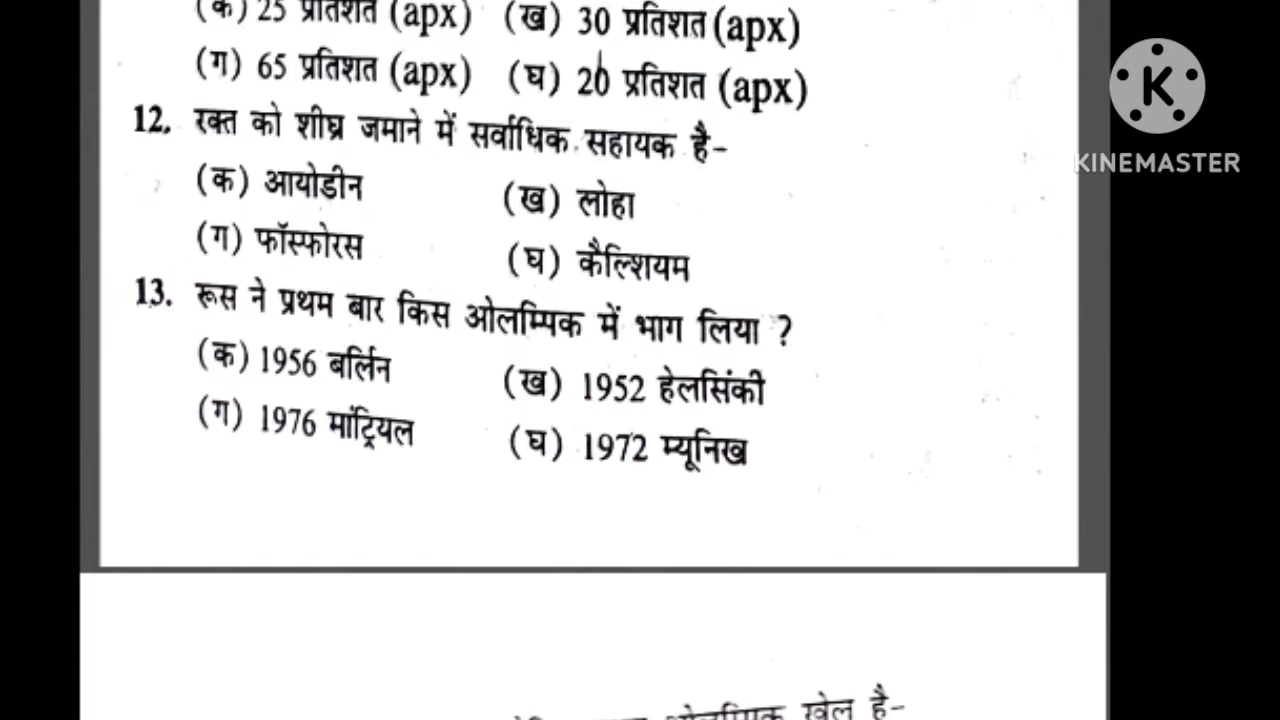 (क) 25 प्रतिशत (apx) (ख) 30 प्रतिशत (apx)
(ग) 65 प्रतिशत (apx) (घ) 20 प्रतिशत (apx)
12. रक्त को शीघ्र जमाने में सर्वाधिक सहायक है-
(क) आयोडीन (ख) लोहा
(ग) फॉस्फोरस (घ) कैल्शियम
13. रूस ने प्रथम बार किस ओलम्पिक में भाग लिया ?
(क) 1956 बर्लिन (ख) 1952 हेलसिंकी
(ग) 1976 मांट्रियल (घ) 1972 म्यूनिख
ओलम्पिक खेल है-
K
KINEMASTER